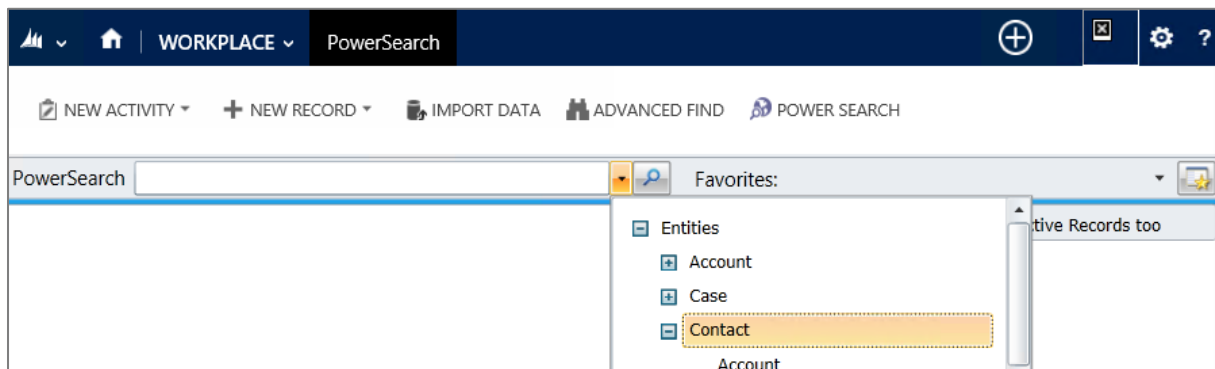 WORKPLACE PowerSearch ?
NEW ACTIVITY NEW RECORD IMPORT DATA ADVANCED FIND POWER SEARCH
PowerSearch Favorites:
Entities tive Records too
Account
Case
Contact
Account